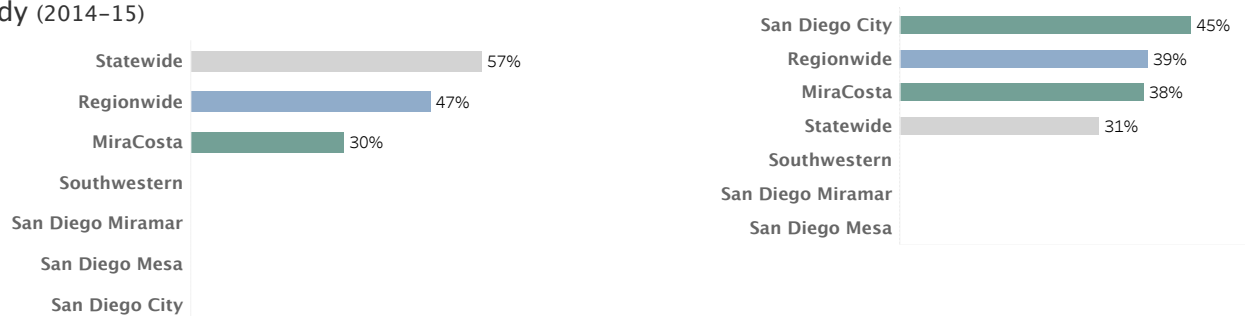 (2014–15)
Statewide 57%
Regionwide 47%
MiraCosta 30%
Southwestern
San Diego Miramar
San Diego Mesa
San Diego City
San Diego City 45%
Regionwide 39%
MiraCosta 38%
Statewide 31%
Southwestern
San Diego Miramar
San Diego Mesa